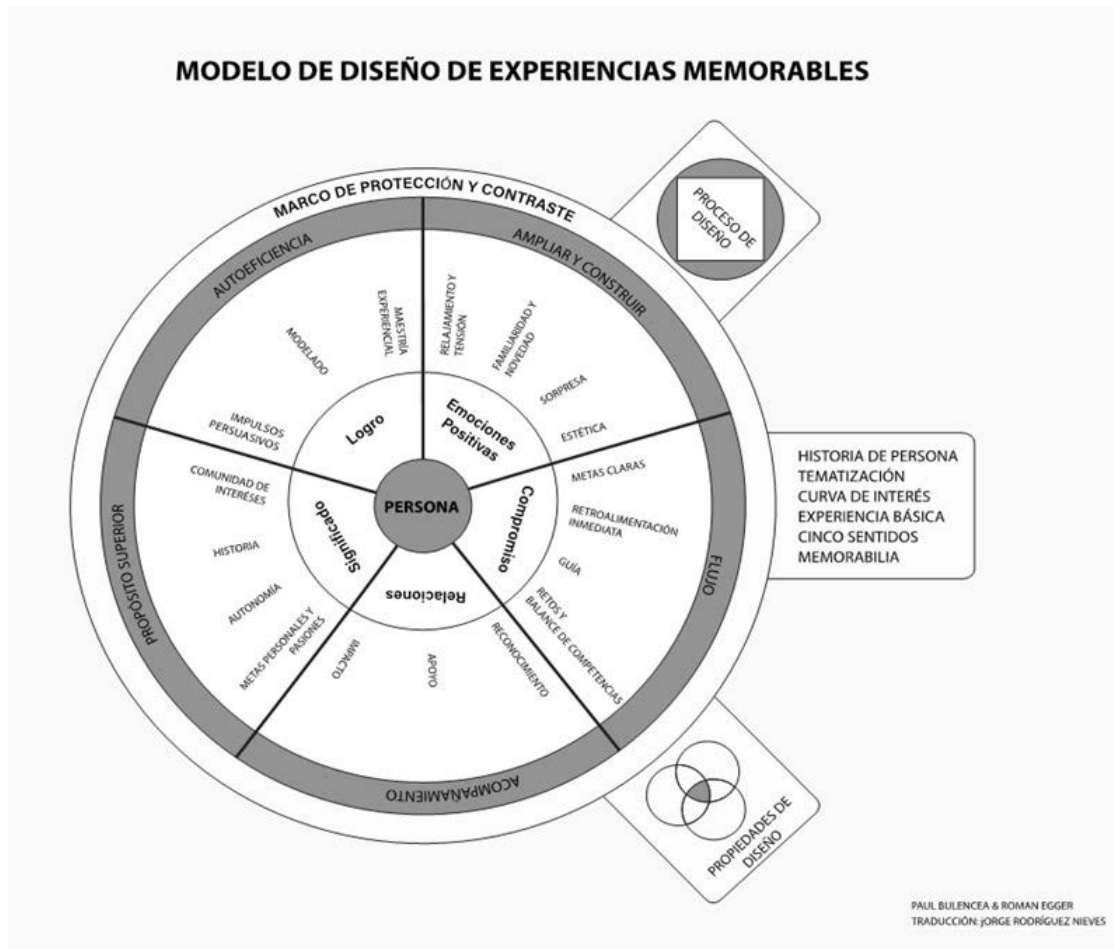 MODELO DE DISEÑO DE EXPERIENCIAS MEMORABLES
MARCO DE PROTECCIÓN Y CONTRASTE
AUTOEFICIENCIA
AMPLIAR Y CONSTRUIR
FLUJO
ACOMPAÑAMIENTO
PROPÓSITO SUPERIOR
PERSONA
Logro
MAESTRÍA
EXPERIENCIAL
MODELADO
IMPULSOS
PERSUASIVOS
Emociones
Positivas
RELAJAMIENTO Y
TENSIÓN
FAMILIARIDAD Y
NOVEDAD
SORPRESA
ESTÉTICA
Compromiso
METAS CLARAS
RETROALIMENTACIÓN
INMEDIATA
GUÍA
RETOS Y
BALANCE DE COMPETENCIAS
Relaciones
RECONOCIMIENTO
APOYO
IMPACTO
Significado
METAS PERSONALES Y
PASIONES
AUTONOMÍA
HISTORIA
COMUNIDAD DE
INTERÉSES
PROCESO DE
DISEÑO
HISTORIA DE PERSONA
TEMATIZACIÓN
CURVA DE INTERÉS
EXPERIENCIA BÁSICA
CINCO SENTIDOS
MEMORABILIA
PROPIEDADES DE
DISEÑO
PAUL BULENCEA & ROMAN EGGER
TRADUCCIÓN: jORGE RODRÍGUEZ NIEVES